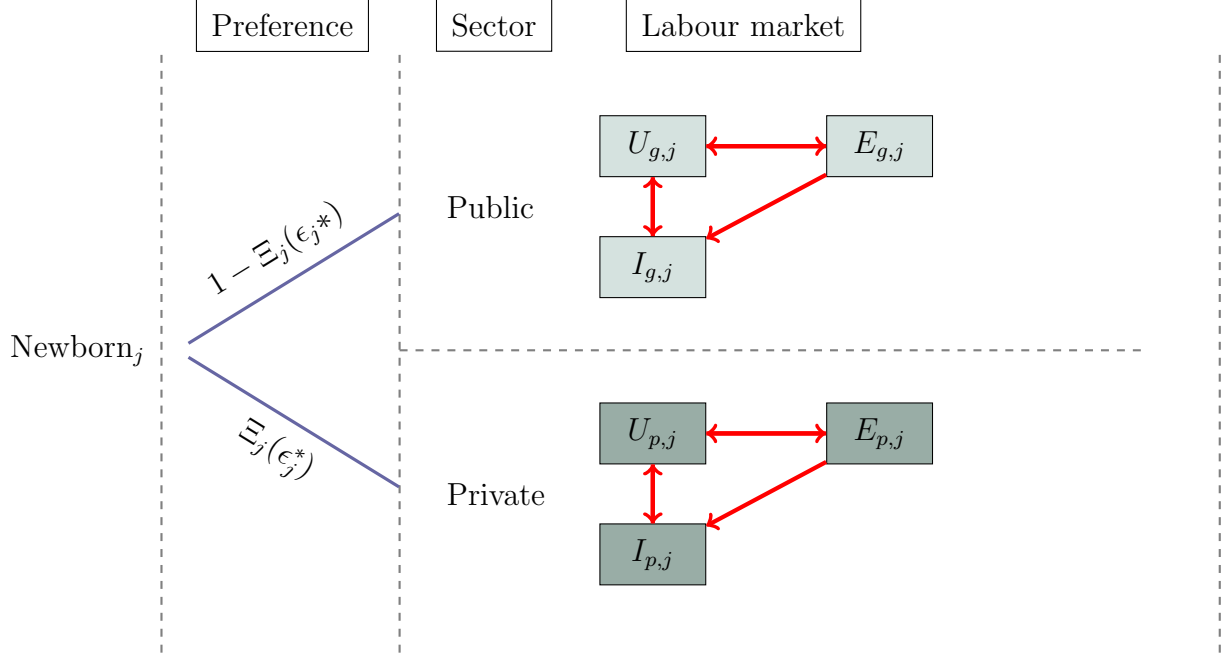 Preference
Sector
Labour market
U_{g,j}
E_{g,j}
Public
1 − Ξ_j(ϵ_j*)
I_{g,j}
Newborn_j
U_{p,j}
E_{p,j}
Ξ_j(ϵ_j^*)
Private
I_{p,j}